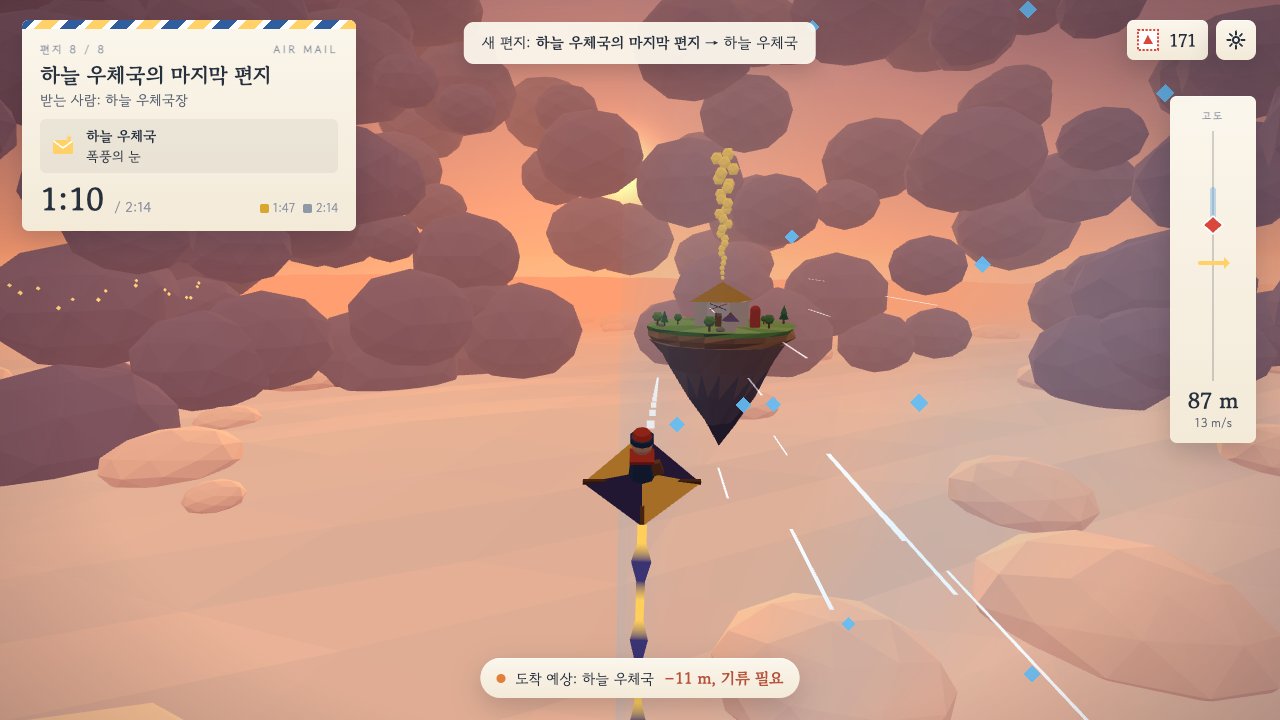 편지 8 / 8
AIR MAIL
하늘 우체국의 마지막 편지
받는 사람: 하늘 우체국장
하늘 우체국
폭풍의 눈
1:10 / 2:14
1:47 2:14
새 편지: 하늘 우체국의 마지막 편지 → 하늘 우체국
171
고도
87 m
13 m/s
도착 예상: 하늘 우체국 −11 m, 기류 필요